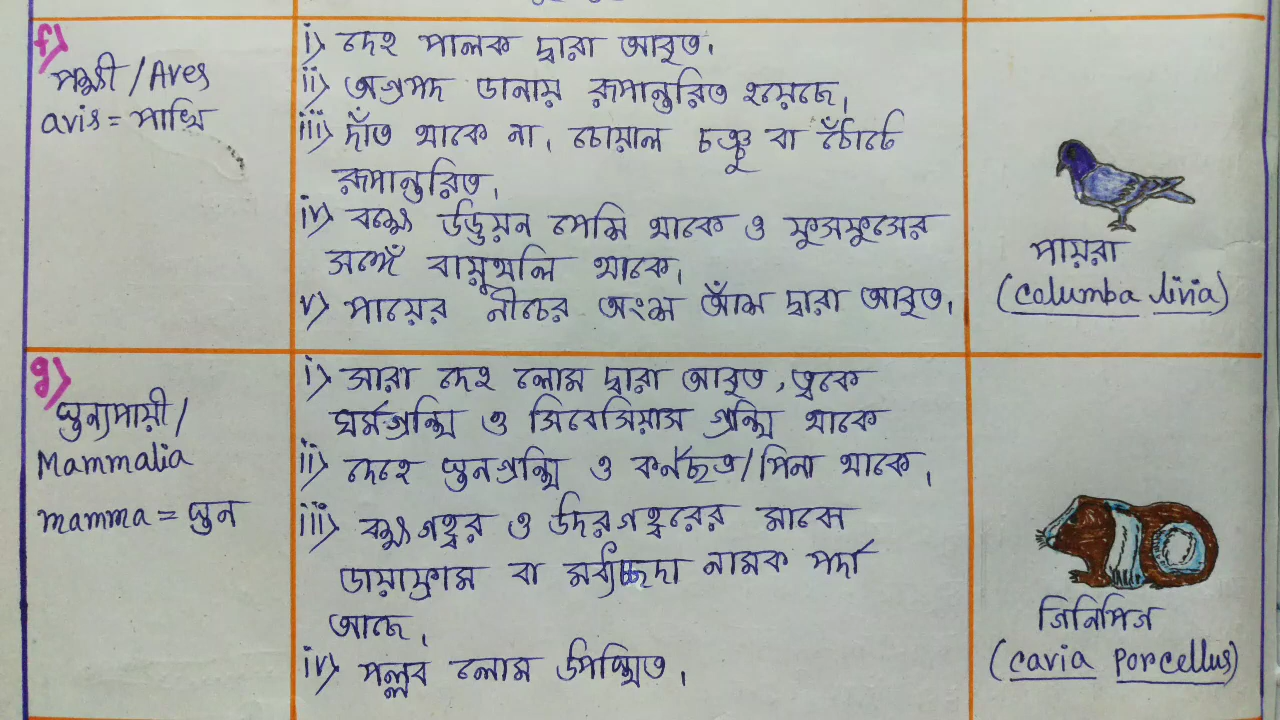 f)
পক্ষী / Aves
avis = পাখি
i) দেহ পালক দ্বারা আবৃত।
ii) অগ্রপদ ডানায় রূপান্তরিত হয়েছে।
iii) দাঁত থাকে না। চোয়াল চঞ্চু বা ঠোঁটে
রূপান্তরিত।
iv) বক্ষে উড্ডয়ন পেশি থাকে ও ফুসফুসের
সঙ্গে বায়ুথলি থাকে।
v) পায়ের নীচের অংশ আঁশ দ্বারা আবৃত।
পায়রা
(Columba livia)
g)
স্তন্যপায়ী /
Mammalia
mamma = স্তন
i) সারা দেহ লোম দ্বারা আবৃত, ত্বকে
ঘর্মগ্রন্থি ও সিবেসিয়াস গ্রন্থি থাকে
ii) দেহে স্তনগ্রন্থি ও কর্নছত্র/পিনা থাকে।
iii) বক্ষগহ্বর ও উদরগহ্বরের মাঝে
ডায়াফ্রাম বা মধ্যচ্ছদা নামক পর্দা
আছে।
iv) পল্লব লোম উপস্থিত।
গিনিপিগ
(cavia porcellus)